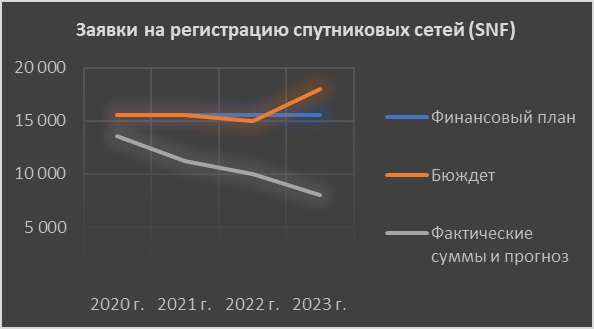 Заявки на регистрацию спутниковых сетей (SNF)
20 000
15 000
10 000
5 000
2020 г. 2021 г. 2022 г. 2023 г.
Финансовый план
Бюждет
Фактические
суммы и прогноз